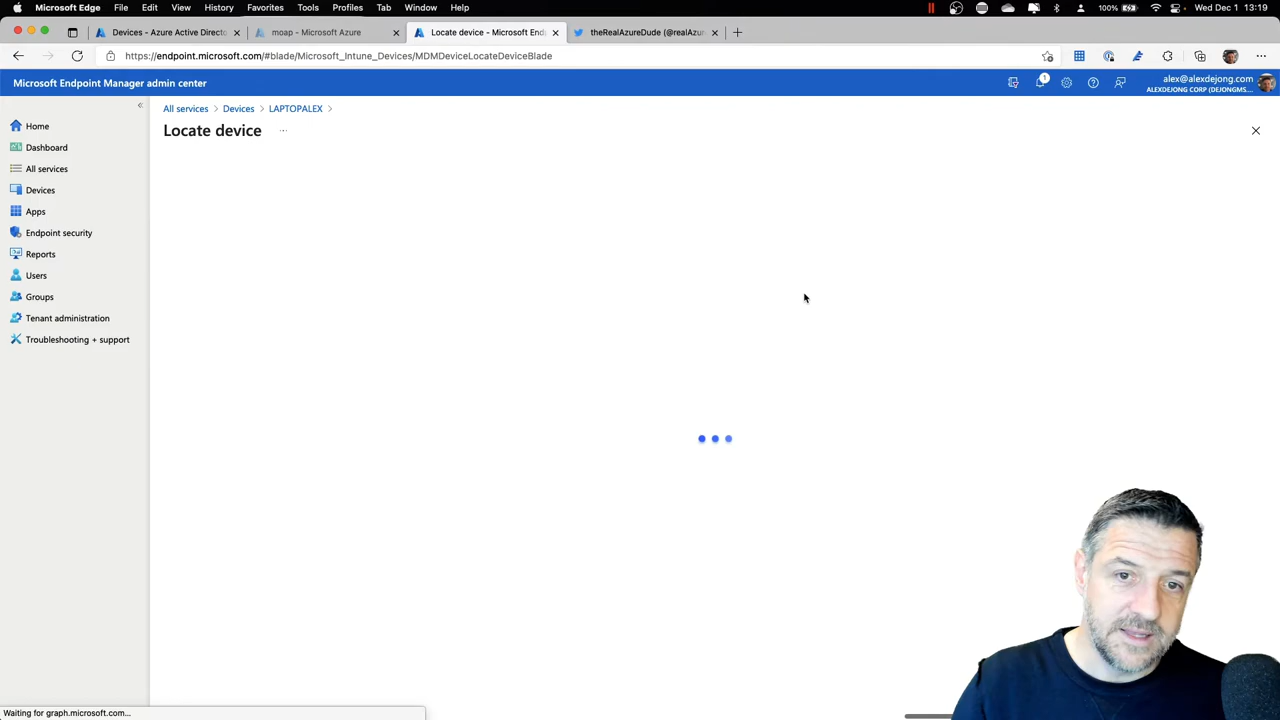 Microsoft Edge File Edit View History Favorites Tools Profiles Tab Window Help 100% Wed Dec 1 13:19
Devices - Azure Active Directo moap - Microsoft Azure Locate device - Microsoft End theRealAzureDude (@realAzur
https://endpoint.microsoft.com/#blade/Microsoft_Intune_Devices/MDMDeviceLocateDeviceBlade
Microsoft Endpoint Manager admin center 1 alex@alexdejong.com
ALEXDEJONG CORP (DEJONGMS....
All services > Devices > LAPTOPALEX >
Locate device ...
Home
Dashboard
All services
Devices
Apps
Endpoint security
Reports
Users
Groups
Tenant administration
Troubleshooting + support
Waiting for graph.microsoft.com...